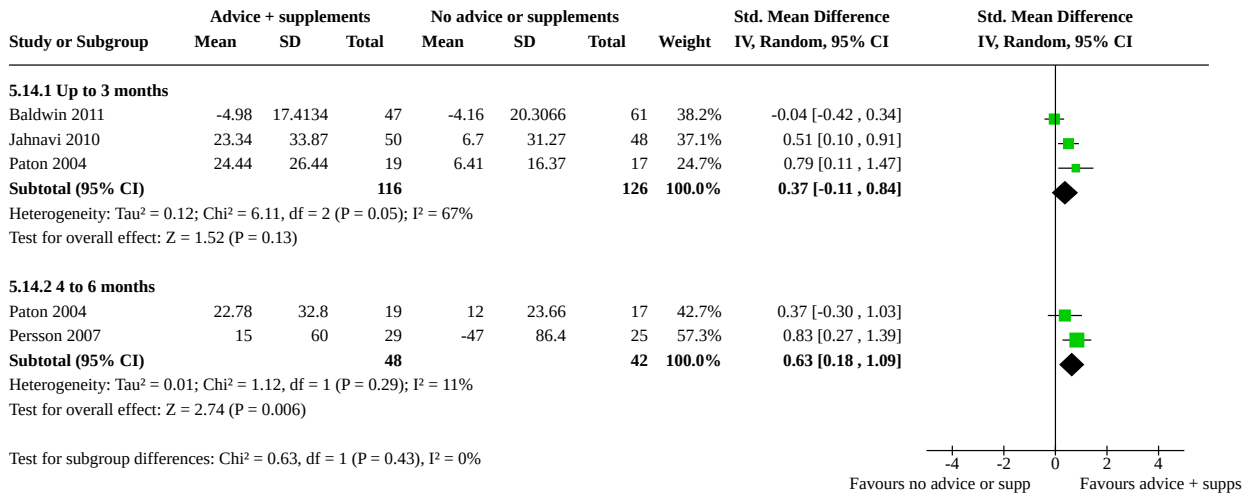 Advice + supplements No advice or supplements Std. Mean Difference Std. Mean Difference
Study or Subgroup Mean SD Total Mean SD Total Weight IV, Random, 95% CI IV, Random, 95% CI
5.14.1 Up to 3 months
Baldwin 2011 -4.98 17.4134 47 -4.16 20.3066 61 38.2% -0.04 [-0.42 , 0.34]
Jahnavi 2010 23.34 33.87 50 6.7 31.27 48 37.1% 0.51 [0.10 , 0.91]
Paton 2004 24.44 26.44 19 6.41 16.37 17 24.7% 0.79 [0.11 , 1.47]
Subtotal (95% CI) 116 126 100.0% 0.37 [-0.11 , 0.84]
Heterogeneity: Tau² = 0.12; Chi² = 6.11, df = 2 (P = 0.05); I² = 67%
Test for overall effect: Z = 1.52 (P = 0.13)
5.14.2 4 to 6 months
Paton 2004 22.78 32.8 19 12 23.66 17 42.7% 0.37 [-0.30 , 1.03]
Persson 2007 15 60 29 -47 86.4 25 57.3% 0.83 [0.27 , 1.39]
Subtotal (95% CI) 48 42 100.0% 0.63 [0.18 , 1.09]
Heterogeneity: Tau² = 0.01; Chi² = 1.12, df = 1 (P = 0.29); I² = 11%
Test for overall effect: Z = 2.74 (P = 0.006)
Test for subgroup differences: Chi² = 0.63, df = 1 (P = 0.43), I² = 0%
-4 -2 0 2 4
Favours no advice or supp Favours advice + supps